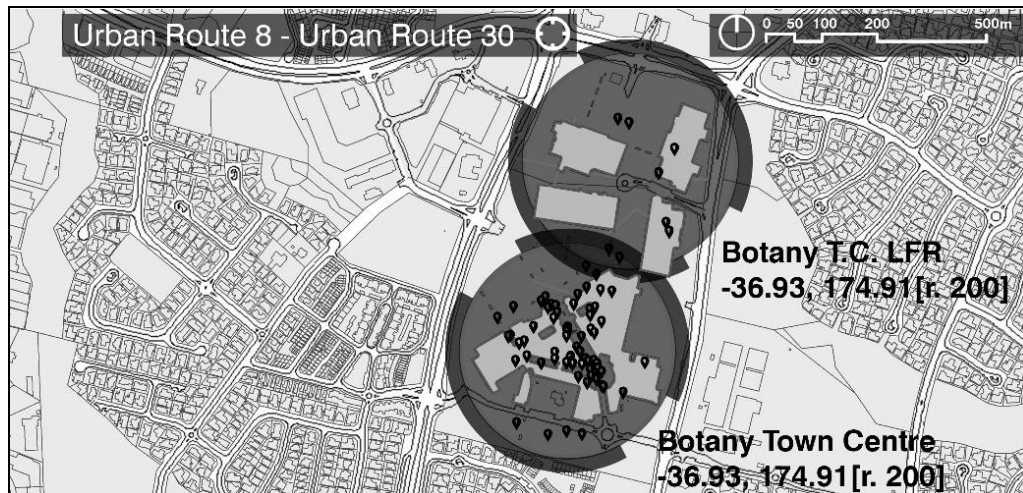 Urban Route 8 - Urban Route 30
0 50 100 200 500m
Botany T.C. LFR
-36.93, 174.91[r. 200]
Botany Town Centre
-36.93, 174.91[r. 200]